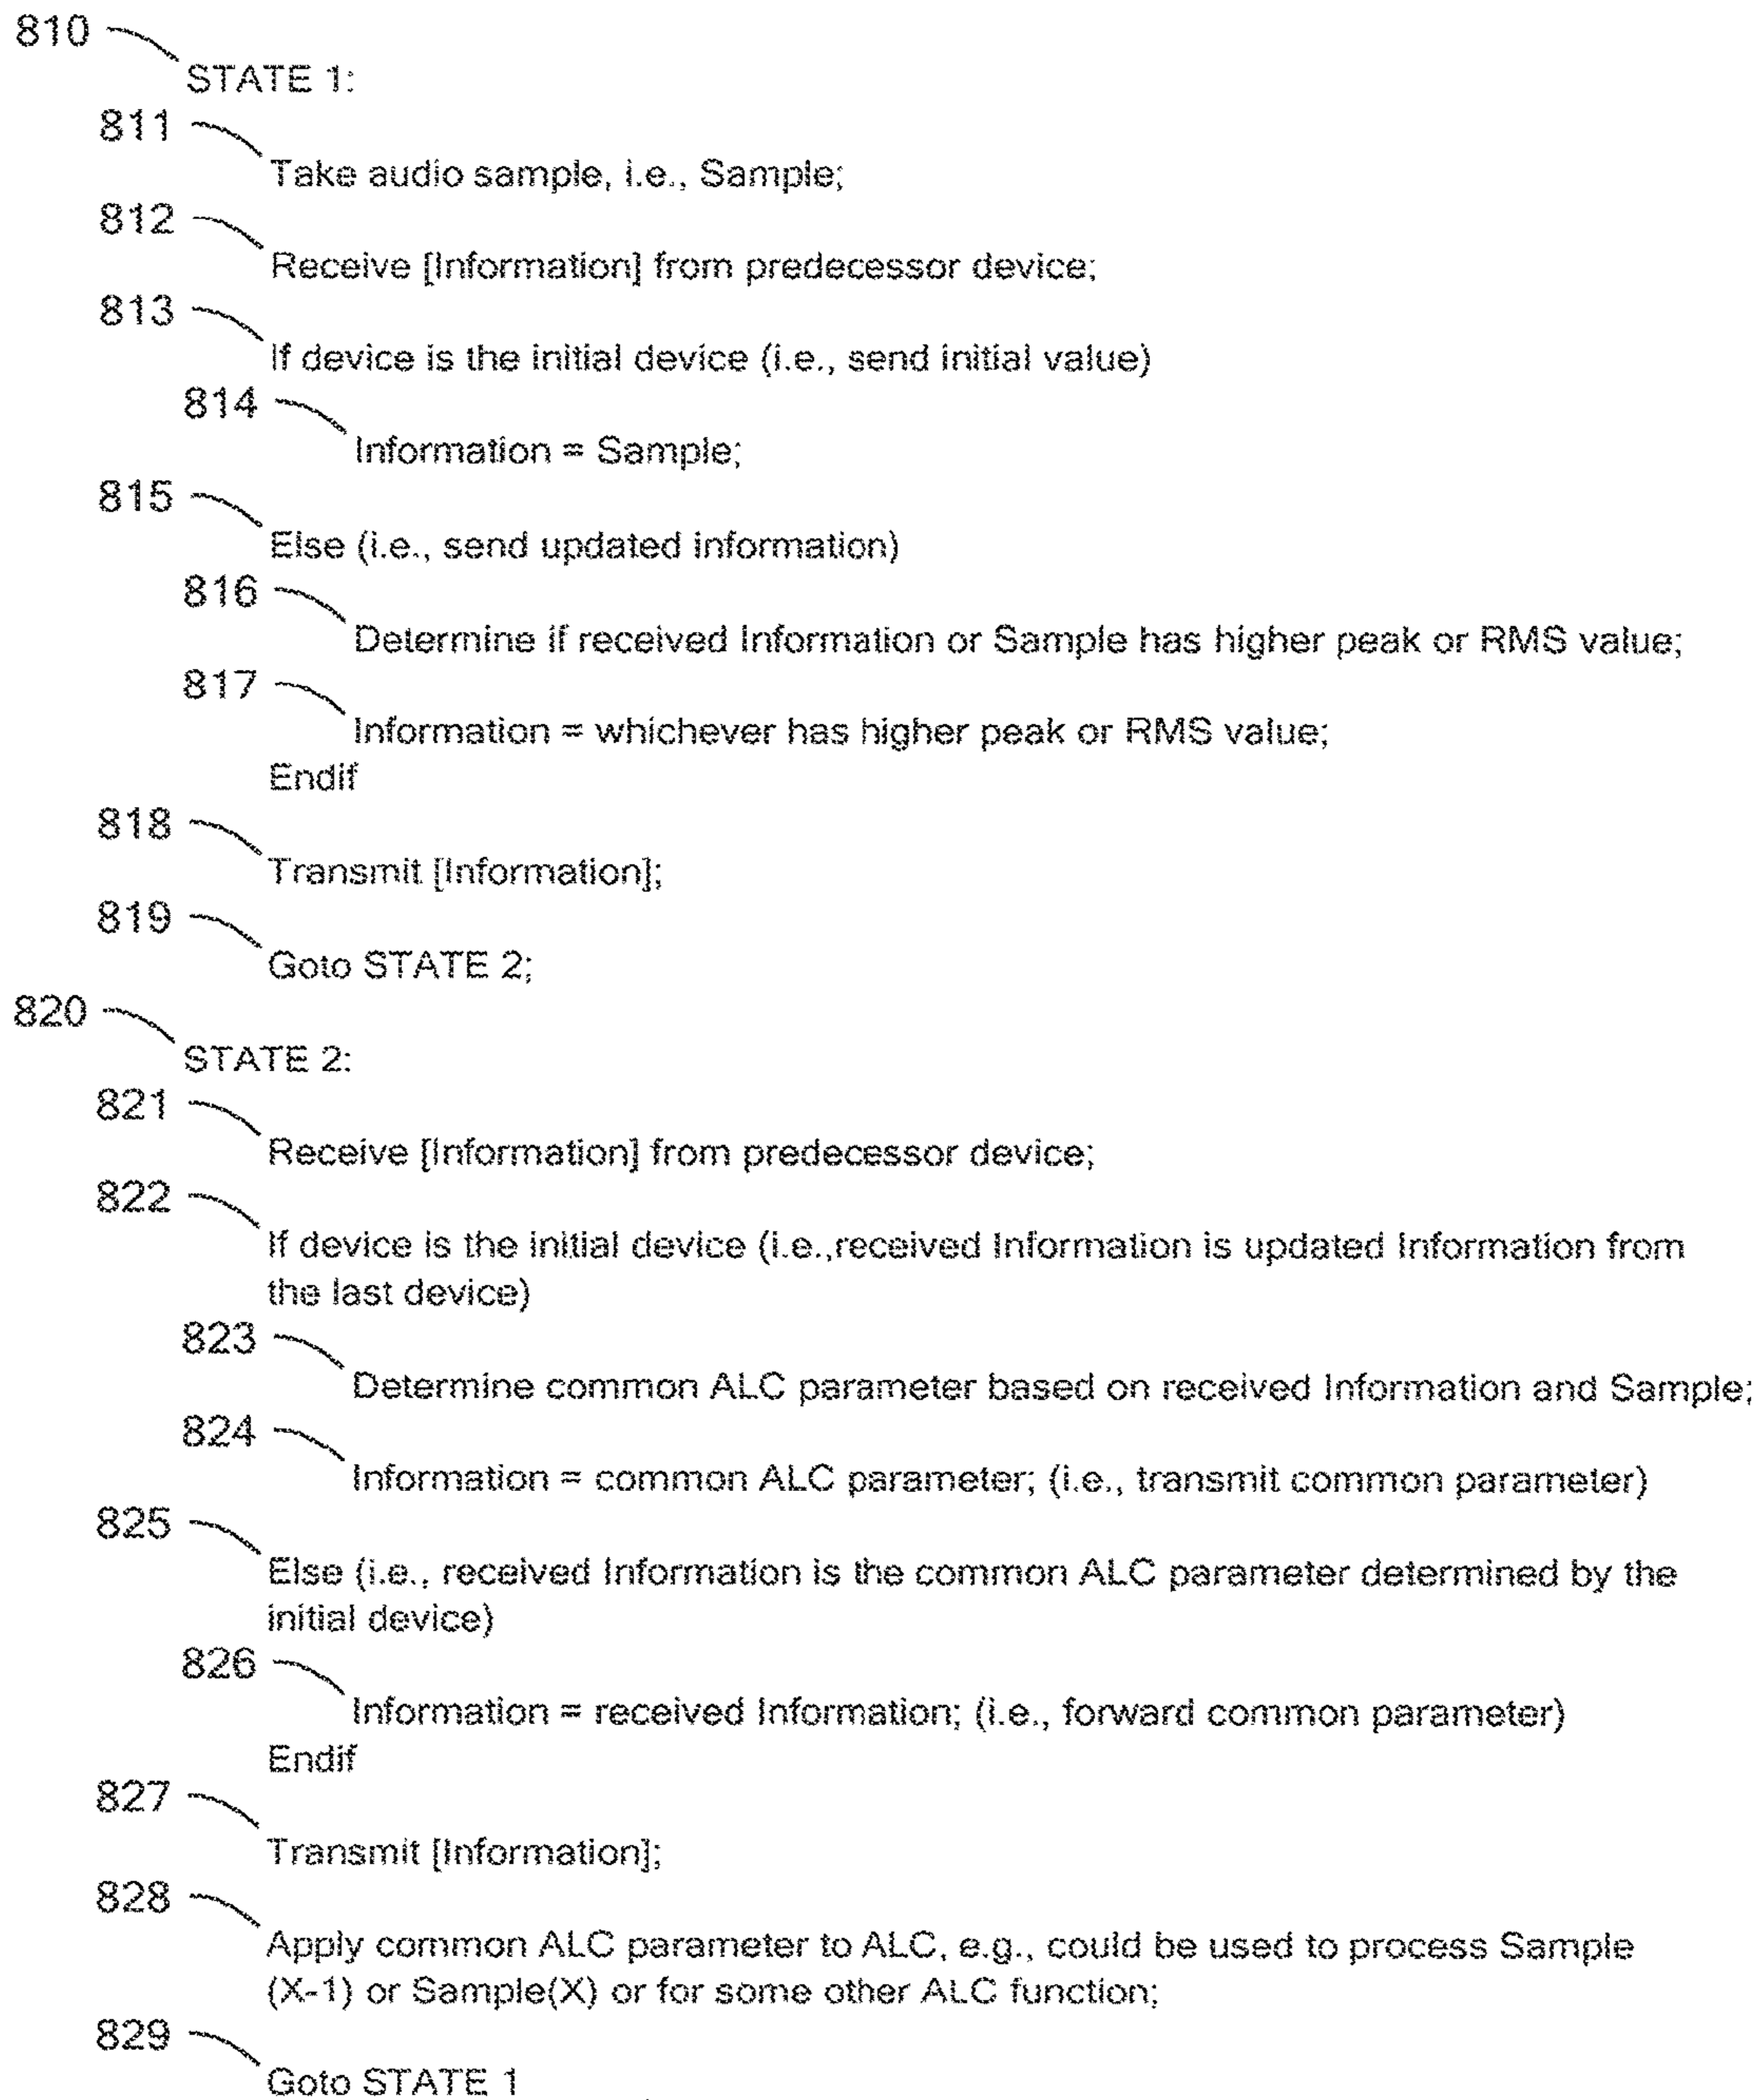 810
STATE 1:
811
Take audio sample, i.e., Sample;
812
Receive [Information] from predecessor device;
813
If device is the initial device (i.e., send initial value)
814
Information = Sample;
815
Else (i.e., send updated information)
816
Determine if received Information or Sample has higher peak or RMS value;
817
Information = whichever has higher peak or RMS value;
Endif
818
Transmit [Information];
819
Goto STATE 2;
820
STATE 2:
821
Receive [Information] from predecessor device;
822
If device is the initial device (i.e.,received Information is updated Information from
the last device)
823
Determine common ALC parameter based on received Information and Sample;
824
Information = common ALC parameter; (i.e., transmit common parameter)
825
Else (i.e., received Information is the common ALC parameter determined by the
initial device)
826
Information = received Information; (i.e., forward common parameter)
Endif
827
Transmit [Information];
828
Apply common ALC parameter to ALC, e.g., could be used to process Sample
(X-1) or Sample(X) or for some other ALC function;
829
Goto STATE 1